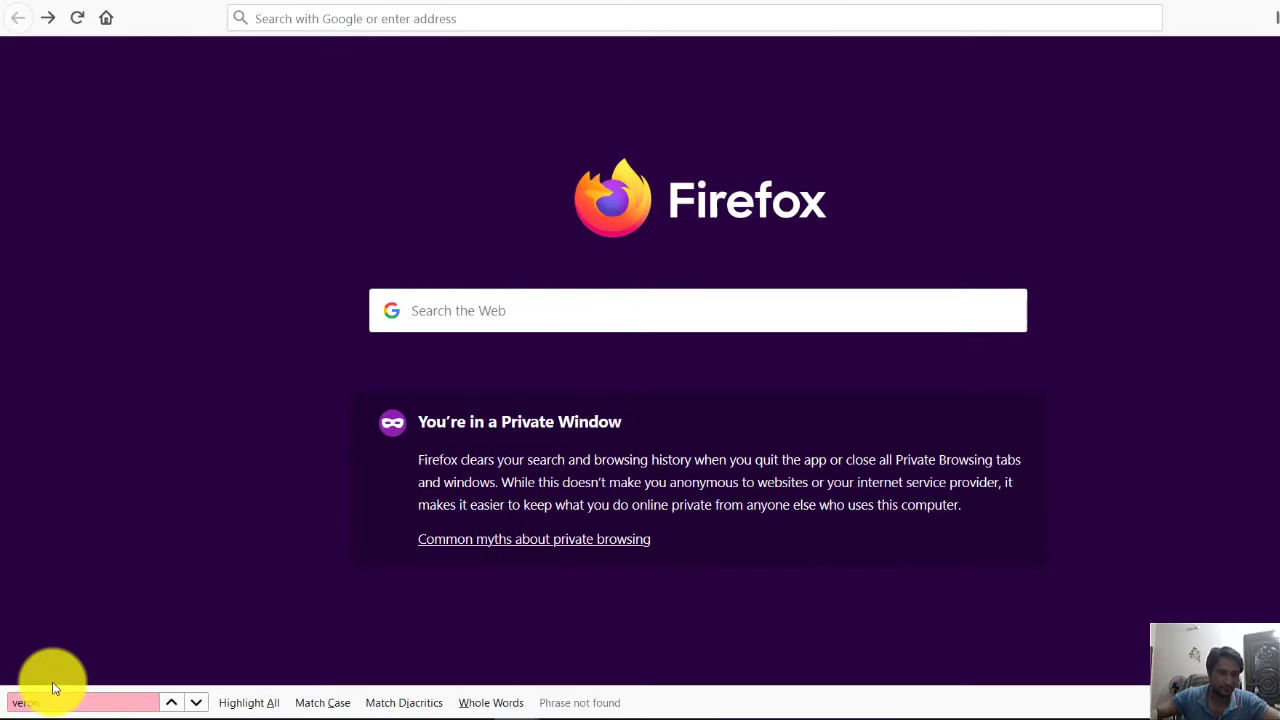 Search with Google or enter address
Firefox
Search the Web
You're in a Private Window
Firefox clears your search and browsing history when you quit the app or close all Private Browsing tabs
and windows. While this doesn't make you anonymous to websites or your internet service provider, it
makes it easier to keep what you do online private from anyone else who uses this computer.
Common myths about private browsing
veron Highlight All Match Case Match Diacritics Whole Words Phrase not found